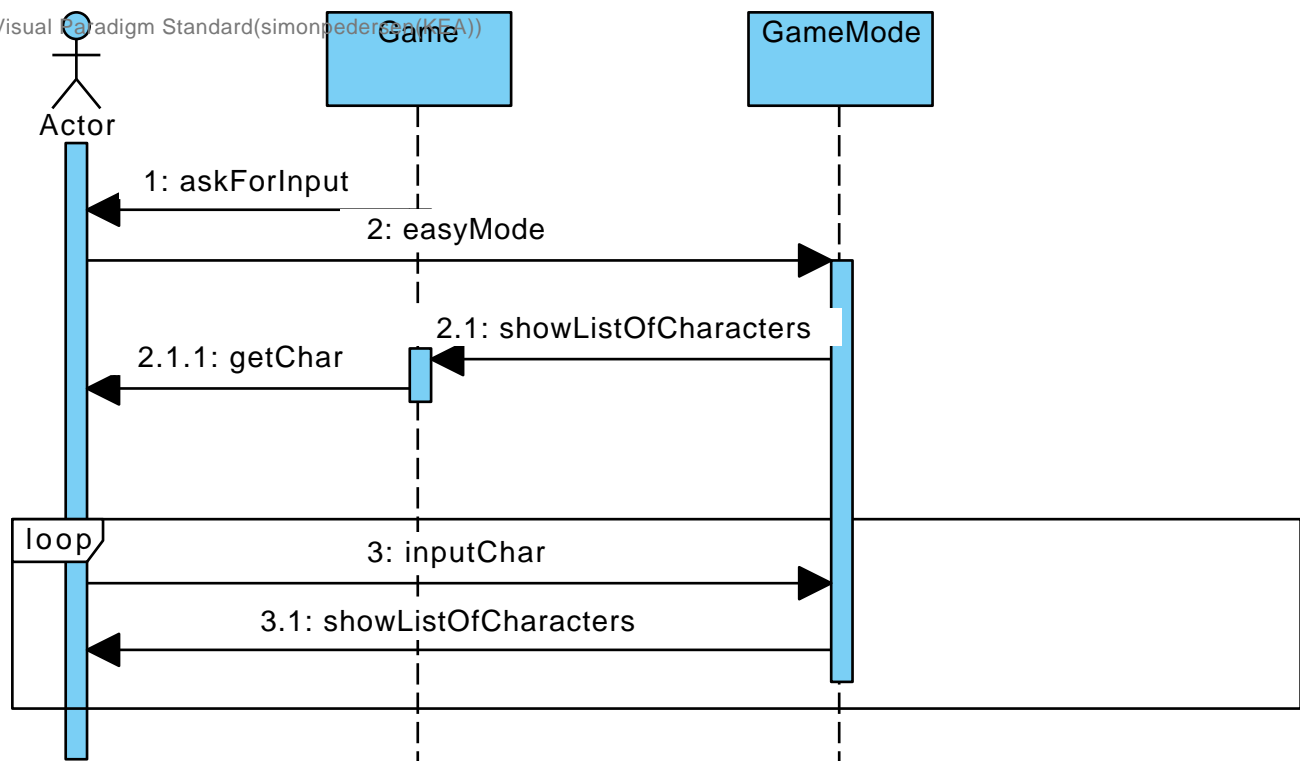 Visual Paradigm Standard(simonpedersen(KEA))
Game
GameMode
Actor
1: askForInput
2: easyMode
2.1: showListOfCharacters
2.1.1: getChar
loop
3: inputChar
3.1: showListOfCharacters